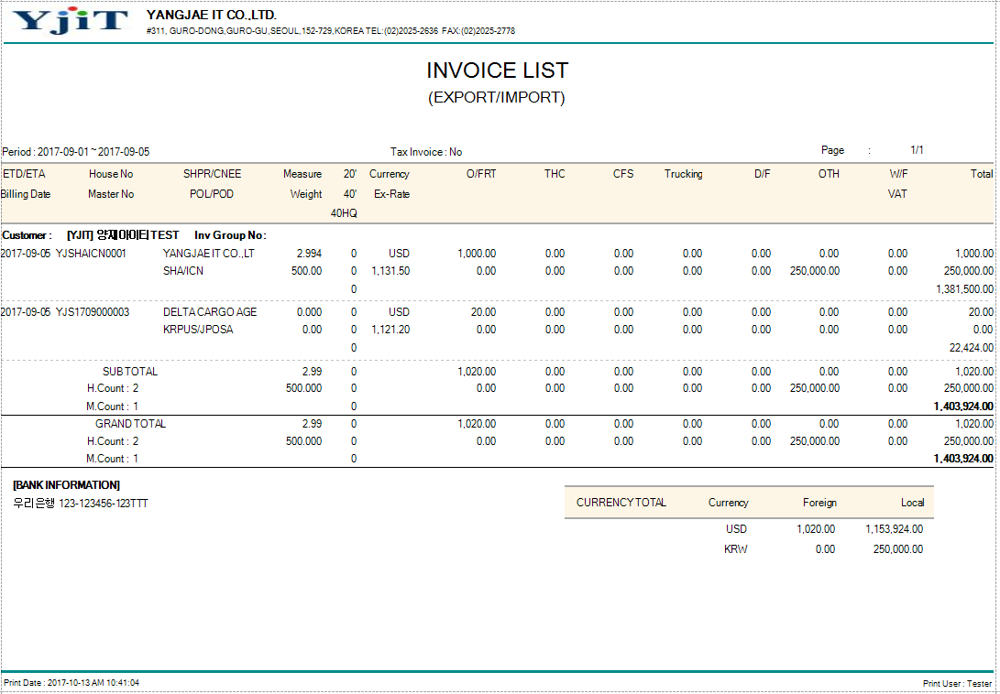 YjiT YANGJAE IT CO.,LTD.
#311, GURO-DONG,GURO-GU,SEOUL,152-729,KOREA TEL:(02)2025-2636 FAX:(02)2025-2778
INVOICE LIST
(EXPORT/IMPORT)
Period : 2017-09-01 ~ 2017-09-05 Tax Invoice : No Page : 1/1
ETD/ETA House No SHPR/CNEE Measure 20' Currency O/FRT THC CFS Trucking D/F OTH W/F Total
Billing Date Master No POL/POD Weight 40' Ex-Rate VAT
40HQ
Customer : [YJIT] 양재아이티 TEST Inv Group No :
2017-09-05 YJSHAICN0001 YANGJAE IT CO.,LT 2.994 0 USD 1,000.00 0.00 0.00 0.00 0.00 0.00 0.00 1,000.00
SHA/ICN 500.00 0 1,131.50 0.00 0.00 0.00 0.00 0.00 250,000.00 0.00 250,000.00
0 1,381,500.00
2017-09-05 YJS1709000003 DELTA CARGO AGE 0.000 0 USD 20.00 0.00 0.00 0.00 0.00 0.00 0.00 20.00
KRPUS/JPOSA 0.00 0 1,121.20 0.00 0.00 0.00 0.00 0.00 0.00 0.00 0.00
0 22,424.00
SUB TOTAL 2.99 0 1,020.00 0.00 0.00 0.00 0.00 0.00 0.00 1,020.00
H.Count : 2 500.000 0 0.00 0.00 0.00 0.00 0.00 250,000.00 0.00 250,000.00
M.Count : 1 0 1,403,924.00
GRAND TOTAL 2.99 0 1,020.00 0.00 0.00 0.00 0.00 0.00 0.00 1,020.00
H.Count : 2 500.000 0 0.00 0.00 0.00 0.00 0.00 250,000.00 0.00 250,000.00
M.Count : 1 0 1,403,924.00
[BANK INFORMATION]
우리은행 123-123456-123TTT
CURRENCY TOTAL Currency Foreign Local
USD 1,020.00 1,153,924.00
KRW 0.00 250,000.00
Print Date : 2017-10-13 AM 10:41:04 Print User : Tester